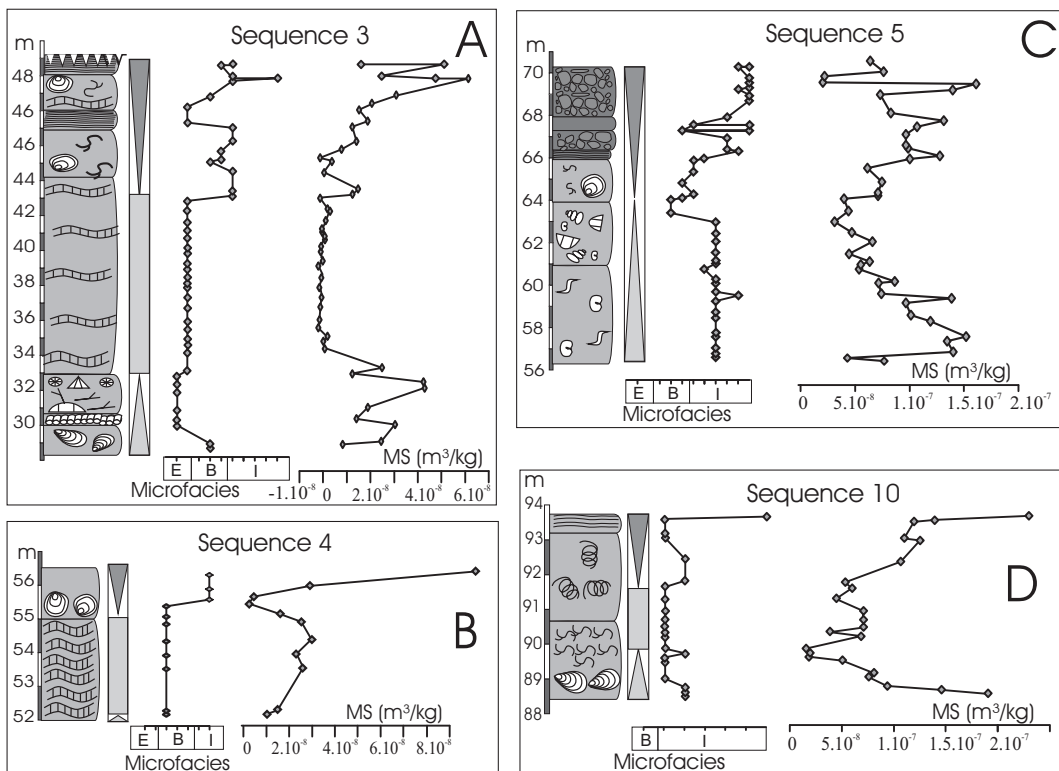 Sequence 3
A
m
48
46
46
44
42
40
38
36
34
32
30
E B I
Microfacies
-1.10⁻⁸ 0 2.10⁻⁸ 4.10⁻⁸ 6.10⁻⁸
MS (m³/kg)
Sequence 4
B
m
56
55
54
53
52
E B I
Microfacies
0 2.10⁻⁸ 4.10⁻⁸ 6.10⁻⁸ 8.10⁻⁸
MS (m³/kg)
Sequence 5
C
m
70
68
66
64
62
60
58
56
E B I
Microfacies
MS (m³/kg)
0 5.10⁻⁸ 1.10⁻⁷ 1.5.10⁻⁷ 2.10⁻⁷
Sequence 10
D
m
94
93
92
91
90
89
88
B I
Microfacies
MS (m³/kg)
0 5.10⁻⁸ 1.10⁻⁷ 1.5.10⁻⁷ 2.10⁻⁷